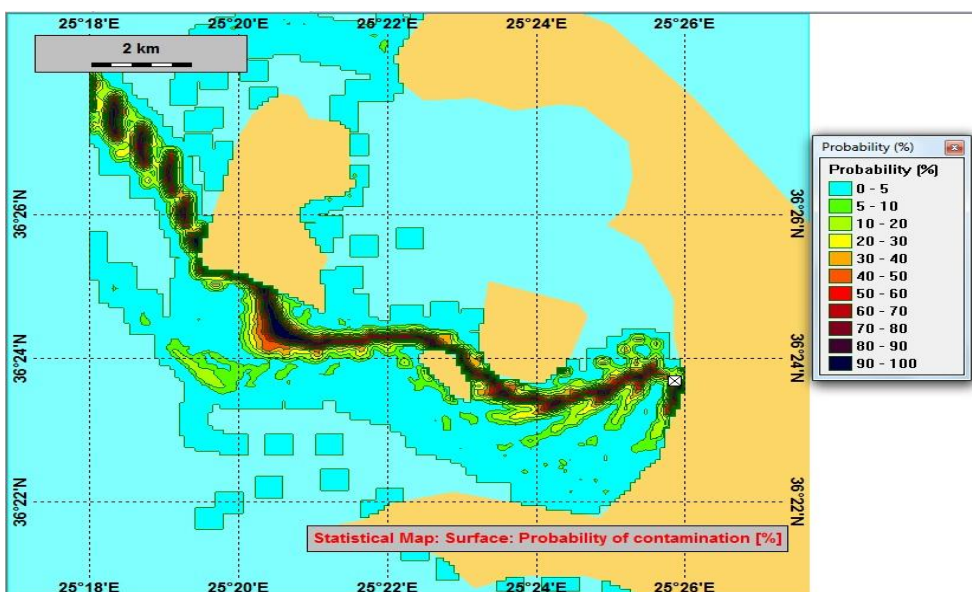 25°18'E 25°20'E 25°22'E 25°24'E 25°26'E
2 km
36°26'N 36°26'N
36°24'N 36°24'N
36°22'N 36°22'N
Statistical Map: Surface: Probability of contamination [%]
25°18'E 25°20'E 25°22'E 25°24'E 25°26'E
Probability (%)
Probability (%)
0 - 5
5 - 10
10 - 20
20 - 30
30 - 40
40 - 50
50 - 60
60 - 70
70 - 80
80 - 90
90 - 100